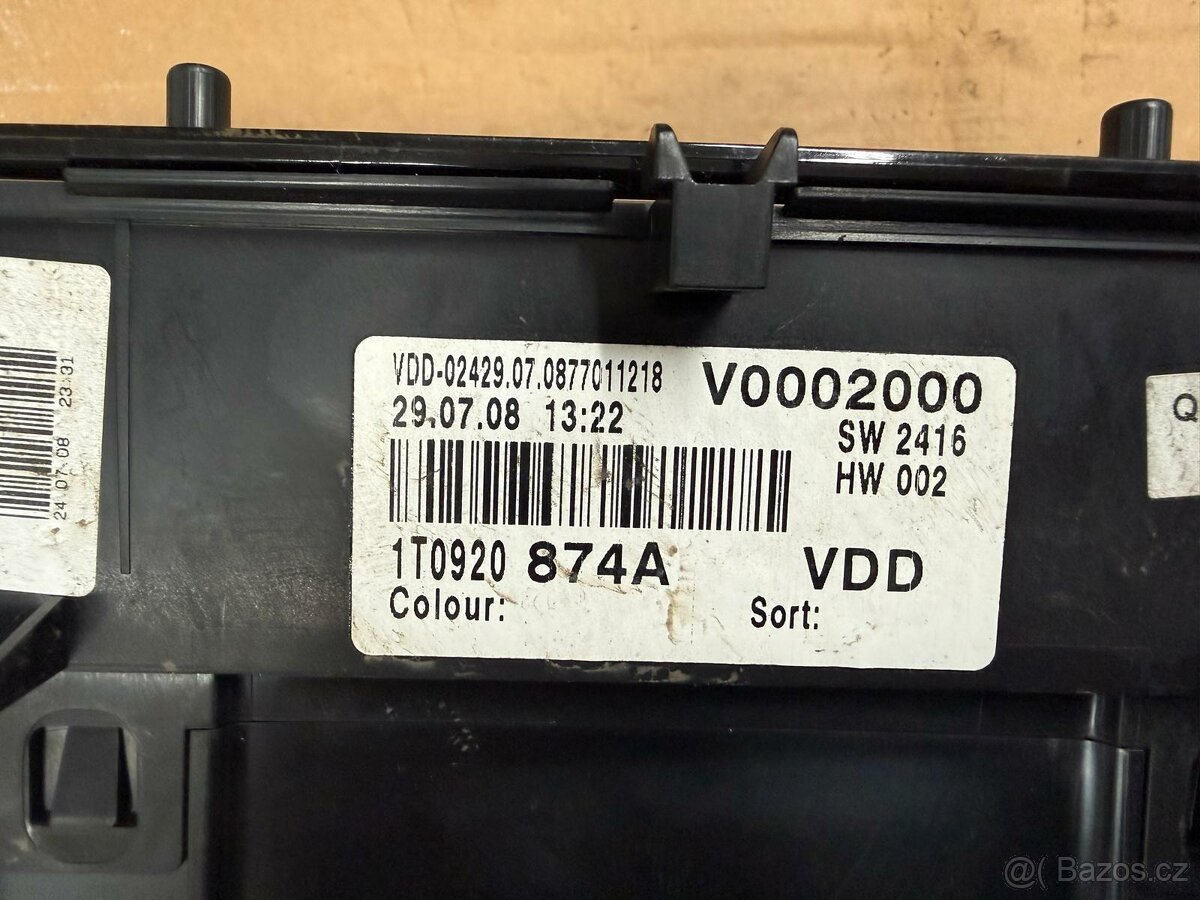 24 07 08 23:31
VDD-02429.07.0877011218
V0002000
29.07.08 13:22
SW 2416
HW 002
1T0920 874A
VDD
Colour:
Sort:
Q
@( Bazos.cz